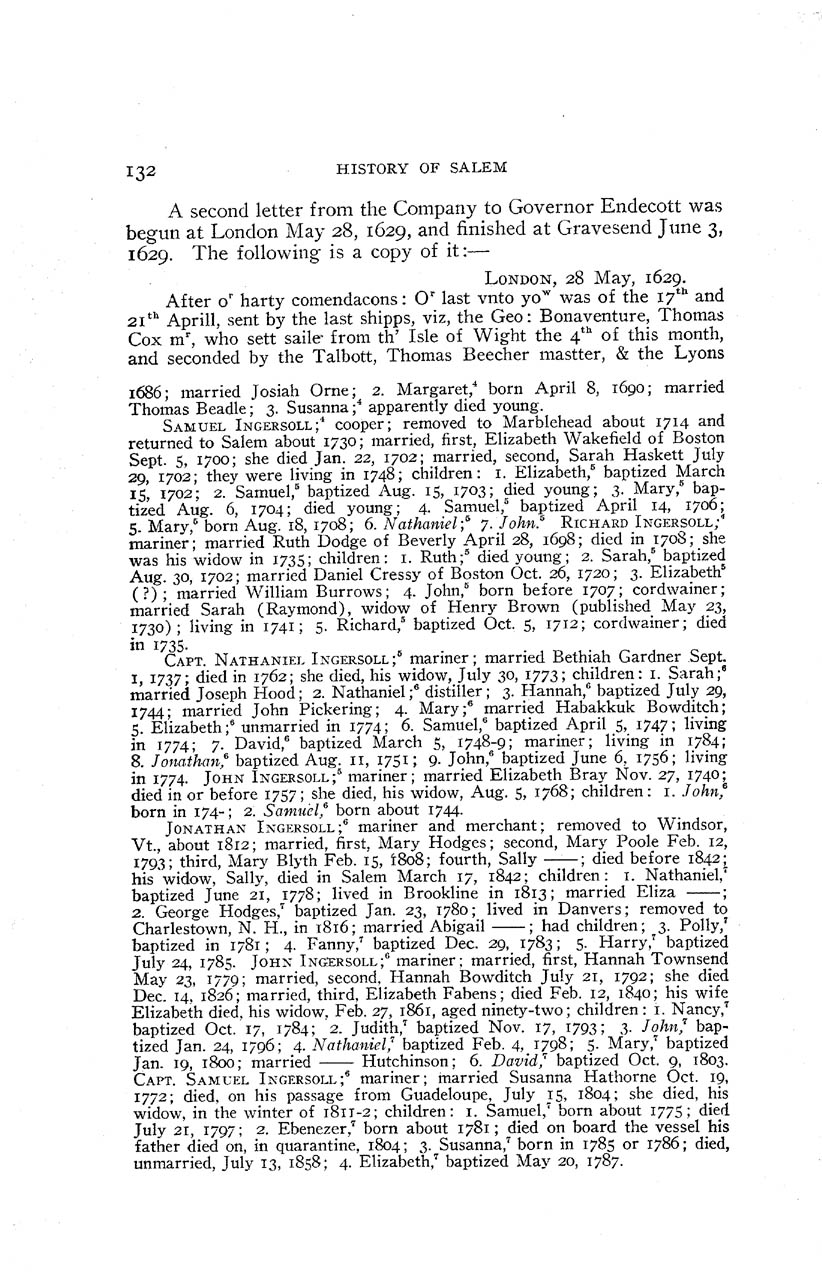 132 HISTORY OF SALEM
A second letter from the Company to Governor Endecott was
begun at London May 28, 1629, and finished at Gravesend June 3,
1629. The following is a copy of it:—
LONDON, 28 May, 1629.
After oʳ harty comendacons: Oʳ last vnto yoʷ was of the 17ᵗʰ and
21ᵗʰ Aprill, sent by the last shipps, viz, the Geo: Bonaventure, Thomas
Cox mʳ, who sett saile from th' Isle of Wight the 4ᵗʰ of this month,
and seconded by the Talbott, Thomas Beecher mastter, & the Lyons
1686; married Josiah Orne; 2. Margaret,⁴ born April 8, 1690; married
Thomas Beadle; 3. Susanna;⁴ apparently died young.
SAMUEL INGERSOLL;⁴ cooper; removed to Marblehead about 1714 and
returned to Salem about 1730; married, first, Elizabeth Wakefield of Boston
Sept. 5, 1700; she died Jan. 22, 1702; married, second, Sarah Haskett July
29, 1702; they were living in 1748; children: 1. Elizabeth,⁵ baptized March
15, 1702; 2. Samuel,⁵ baptized Aug. 15, 1703; died young; 3. Mary,⁵ bap-
tized Aug. 6, 1704; died young; 4. Samuel,⁵ baptized April 14, 1706;
5. Mary,⁵ born Aug. 18, 1708; 6. Nathaniel;⁵ 7. John.⁵ RICHARD INGERSOLL;⁴
mariner; married Ruth Dodge of Beverly April 28, 1698; died in 1708; she
was his widow in 1735; children: 1. Ruth;⁵ died young; 2. Sarah,⁵ baptized
Aug. 30, 1702; married Daniel Cressy of Boston Oct. 26, 1720; 3. Elizabeth⁵
(?); married William Burrows; 4. John,⁵ born before 1707; cordwainer;
married Sarah (Raymond), widow of Henry Brown (published May 23,
1730); living in 1741; 5. Richard,⁵ baptized Oct. 5, 1712; cordwainer; died
in 1735.
CAPT. NATHANIEL INGERSOLL;⁵ mariner; married Bethiah Gardner Sept.
1, 1737; died in 1762; she died, his widow, July 30, 1773; children: 1. Sarah;⁶
married Joseph Hood; 2. Nathaniel;⁶ distiller; 3. Hannah,⁶ baptized July 29,
1744; married John Pickering; 4. Mary;⁶ married Habakkuk Bowditch;
5. Elizabeth;⁶ unmarried in 1774; 6. Samuel,⁶ baptized April 5, 1747; living
in 1774; 7. David,⁶ baptized March 5, 1748-9; mariner; living in 1784;
8. Jonathan,⁶ baptized Aug. 11, 1751; 9. John,⁶ baptized June 6, 1756; living
in 1774. JOHN INGERSOLL;⁵ mariner; married Elizabeth Bray Nov. 27, 1740;
died in or before 1757; she died, his widow, Aug. 5, 1768; children: 1. John,⁶
born in 174-; 2. Samuel,⁶ born about 1744.
JONATHAN INGERSOLL;⁶ mariner and merchant; removed to Windsor,
Vt., about 1812; married, first, Mary Hodges; second, Mary Poole Feb. 12,
1793; third, Mary Blyth Feb. 15, 1808; fourth, Sally ——; died before 1842;
his widow, Sally, died in Salem March 17, 1842; children: 1. Nathaniel,⁷
baptized June 21, 1778; lived in Brookline in 1813; married Eliza ——;
2. George Hodges,⁷ baptized Jan. 23, 1780; lived in Danvers; removed to
Charlestown, N. H., in 1816; married Abigail ——; had children; 3. Polly,⁷
baptized in 1781; 4. Fanny,⁷ baptized Dec. 29, 1783; 5. Harry,⁷ baptized
July 24, 1785. JOHN INGERSOLL;⁶ mariner; married, first, Hannah Townsend
May 23, 1779; married, second, Hannah Bowditch July 21, 1792; she died
Dec. 14, 1826; married, third, Elizabeth Fabens; died Feb. 12, 1840; his wife
Elizabeth died, his widow, Feb. 27, 1861, aged ninety-two; children: 1. Nancy,⁷
baptized Oct. 17, 1784; 2. Judith,⁷ baptized Nov. 17, 1793; 3. John,⁷ bap-
tized Jan. 24, 1796; 4. Nathaniel,⁷ baptized Feb. 4, 1798; 5. Mary,⁷ baptized
Jan. 19, 1800; married —— Hutchinson; 6. David,⁷ baptized Oct. 9, 1803.
CAPT. SAMUEL INGERSOLL;⁶ mariner; married Susanna Hathorne Oct. 19,
1772; died, on his passage from Guadeloupe, July 15, 1804; she died, his
widow, in the winter of 1811-2; children: 1. Samuel,⁷ born about 1775; died
July 21, 1797; 2. Ebenezer,⁷ born about 1781; died on board the vessel his
father died on, in quarantine, 1804; 3. Susanna,⁷ born in 1785 or 1786; died,
unmarried, July 13, 1858; 4. Elizabeth,⁷ baptized May 20, 1787.